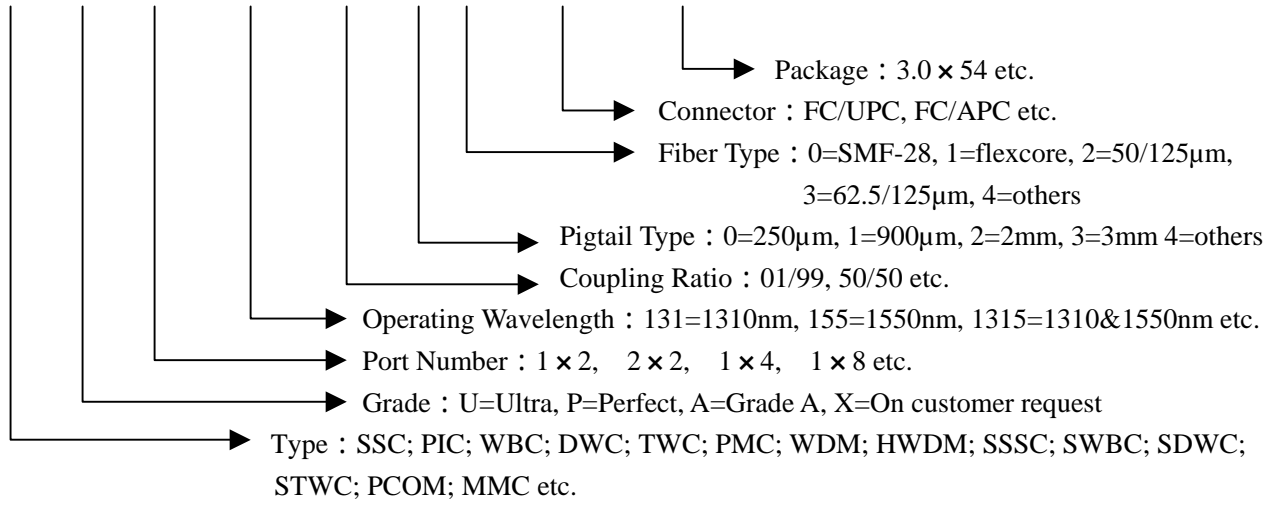 Package：3.0×54 etc.
Connector：FC/UPC, FC/APC etc.
Fiber Type：0=SMF-28, 1=flexcore, 2=50/125μm,
3=62.5/125μm, 4=others
Pigtail Type：0=250μm, 1=900μm, 2=2mm, 3=3mm 4=others
Coupling Ratio：01/99, 50/50 etc.
Operating Wavelength：131=1310nm, 155=1550nm, 1315=1310&1550nm etc.
Port Number：1×2, 2×2, 1×4, 1×8 etc.
Grade：U=Ultra, P=Perfect, A=Grade A, X=On customer request
Type：SSC; PIC; WBC; DWC; TWC; PMC; WDM; HWDM; SSSC; SWBC; SDWC;
STWC; PCOM; MMC etc.